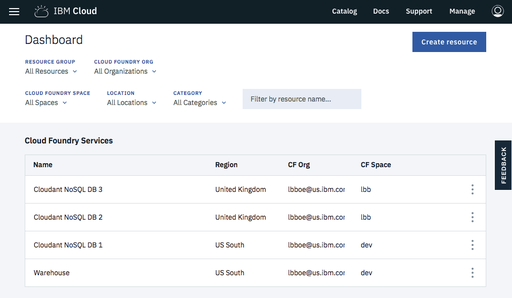 IBM Cloud Catalog Docs Support Manage
Dashboard
Create resource
RESOURCE GROUP CLOUD FOUNDRY ORG
All Resources All Organizations
CLOUD FOUNDRY SPACE LOCATION CATEGORY
All Spaces All Locations All Categories
Filter by resource name...
FEEDBACK
Cloud Foundry Services
Name Region CF Org CF Space
Cloudant NoSQL DB 3 United Kingdom lbboe@us.ibm.cor lbb
Cloudant NoSQL DB 2 United Kingdom lbboe@us.ibm.cor lbb
Cloudant NoSQL DB 1 US South lbboe@us.ibm.cor dev
Warehouse US South lbboe@us.ibm.cor dev